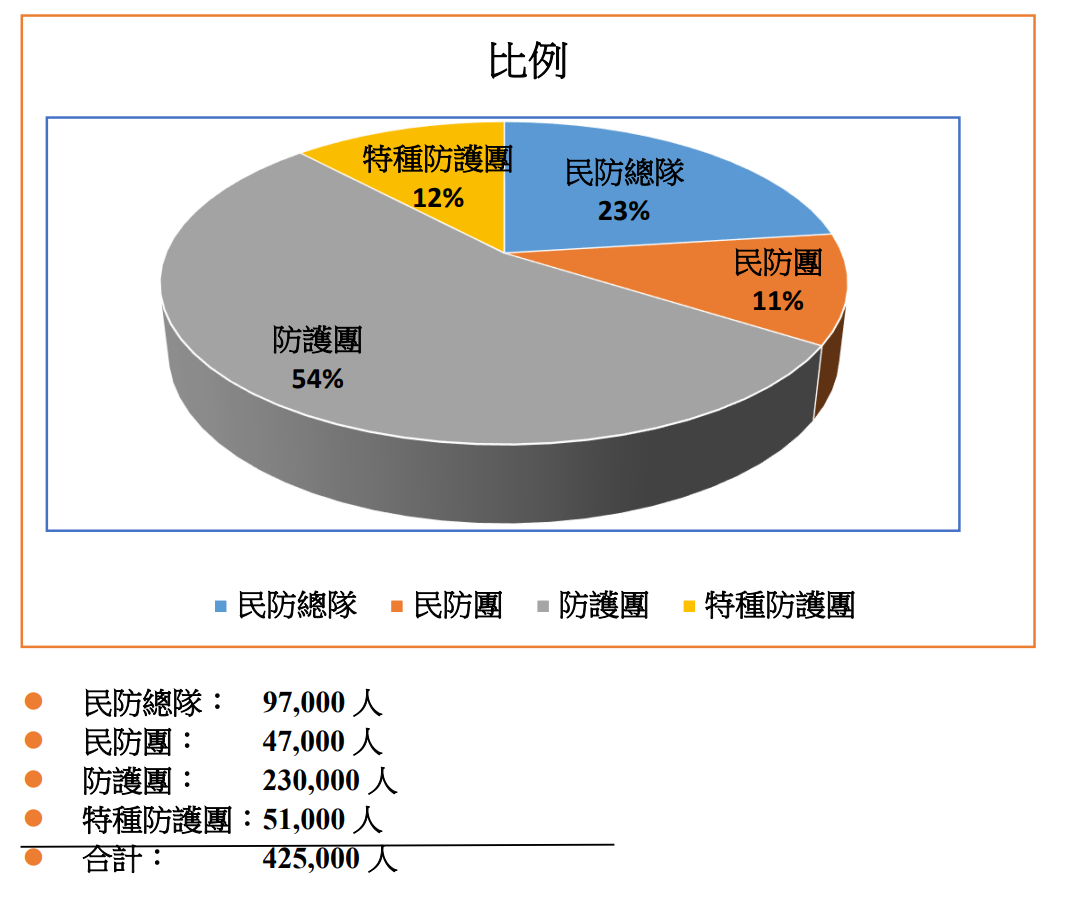 比例
特種防護團
12%
民防總隊
23%
民防團
11%
防護團
54%
民防總隊 民防團 防護團 特種防護團
民防總隊： 97,000 人
民防團： 47,000 人
防護團： 230,000 人
特種防護團：51,000 人
合計： 425,000 人